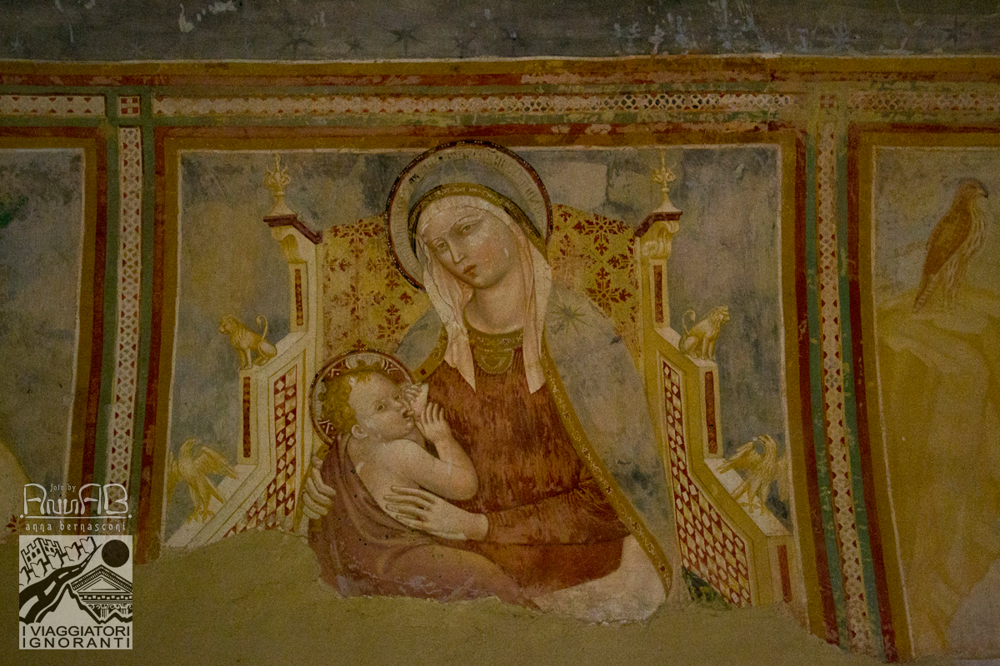 foto by
AnnAB
anna bernasconi
I VIAGGIATORI
IGNORANTI